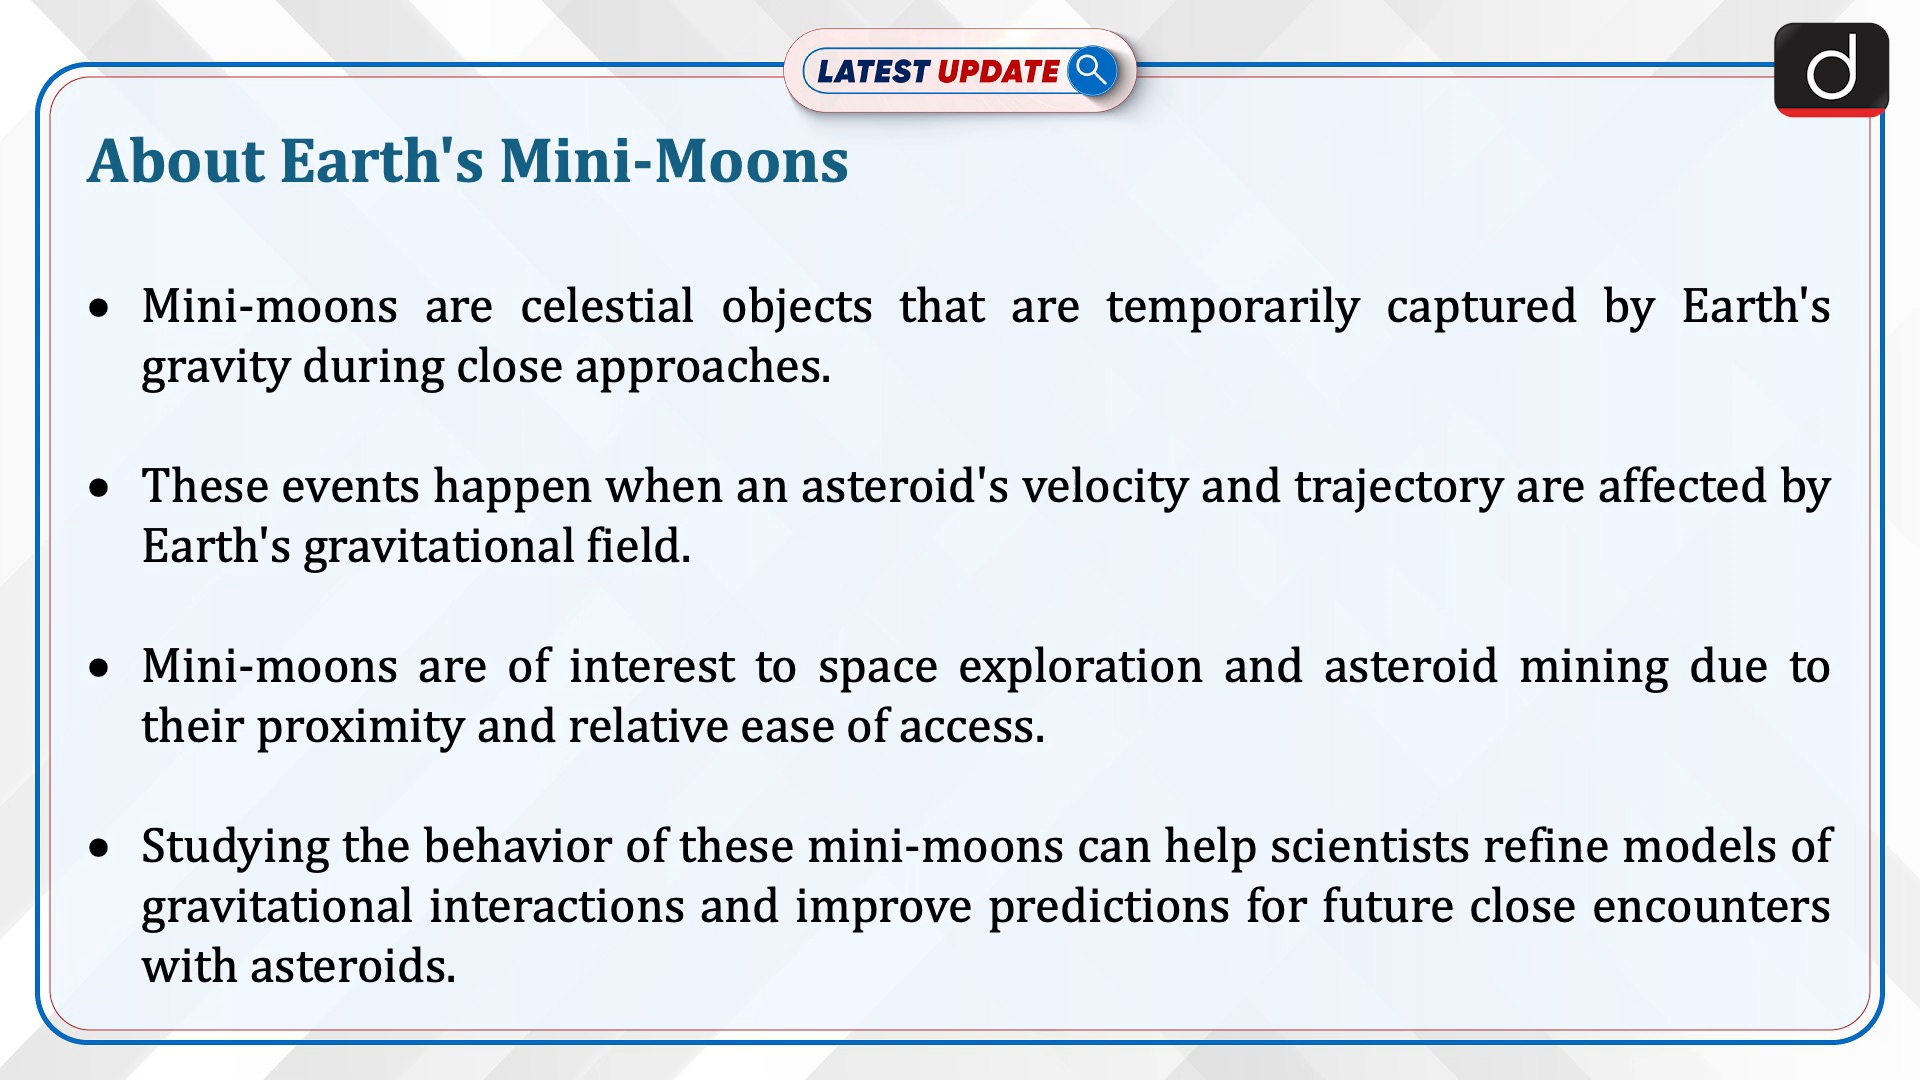 LATEST UPDATE
d
About Earth's Mini-Moons
● Mini-moons are celestial objects that are temporarily captured by Earth's
gravity during close approaches.
● These events happen when an asteroid's velocity and trajectory are affected by
Earth's gravitational field.
● Mini-moons are of interest to space exploration and asteroid mining due to
their proximity and relative ease of access.
● Studying the behavior of these mini-moons can help scientists refine models of
gravitational interactions and improve predictions for future close encounters
with asteroids.